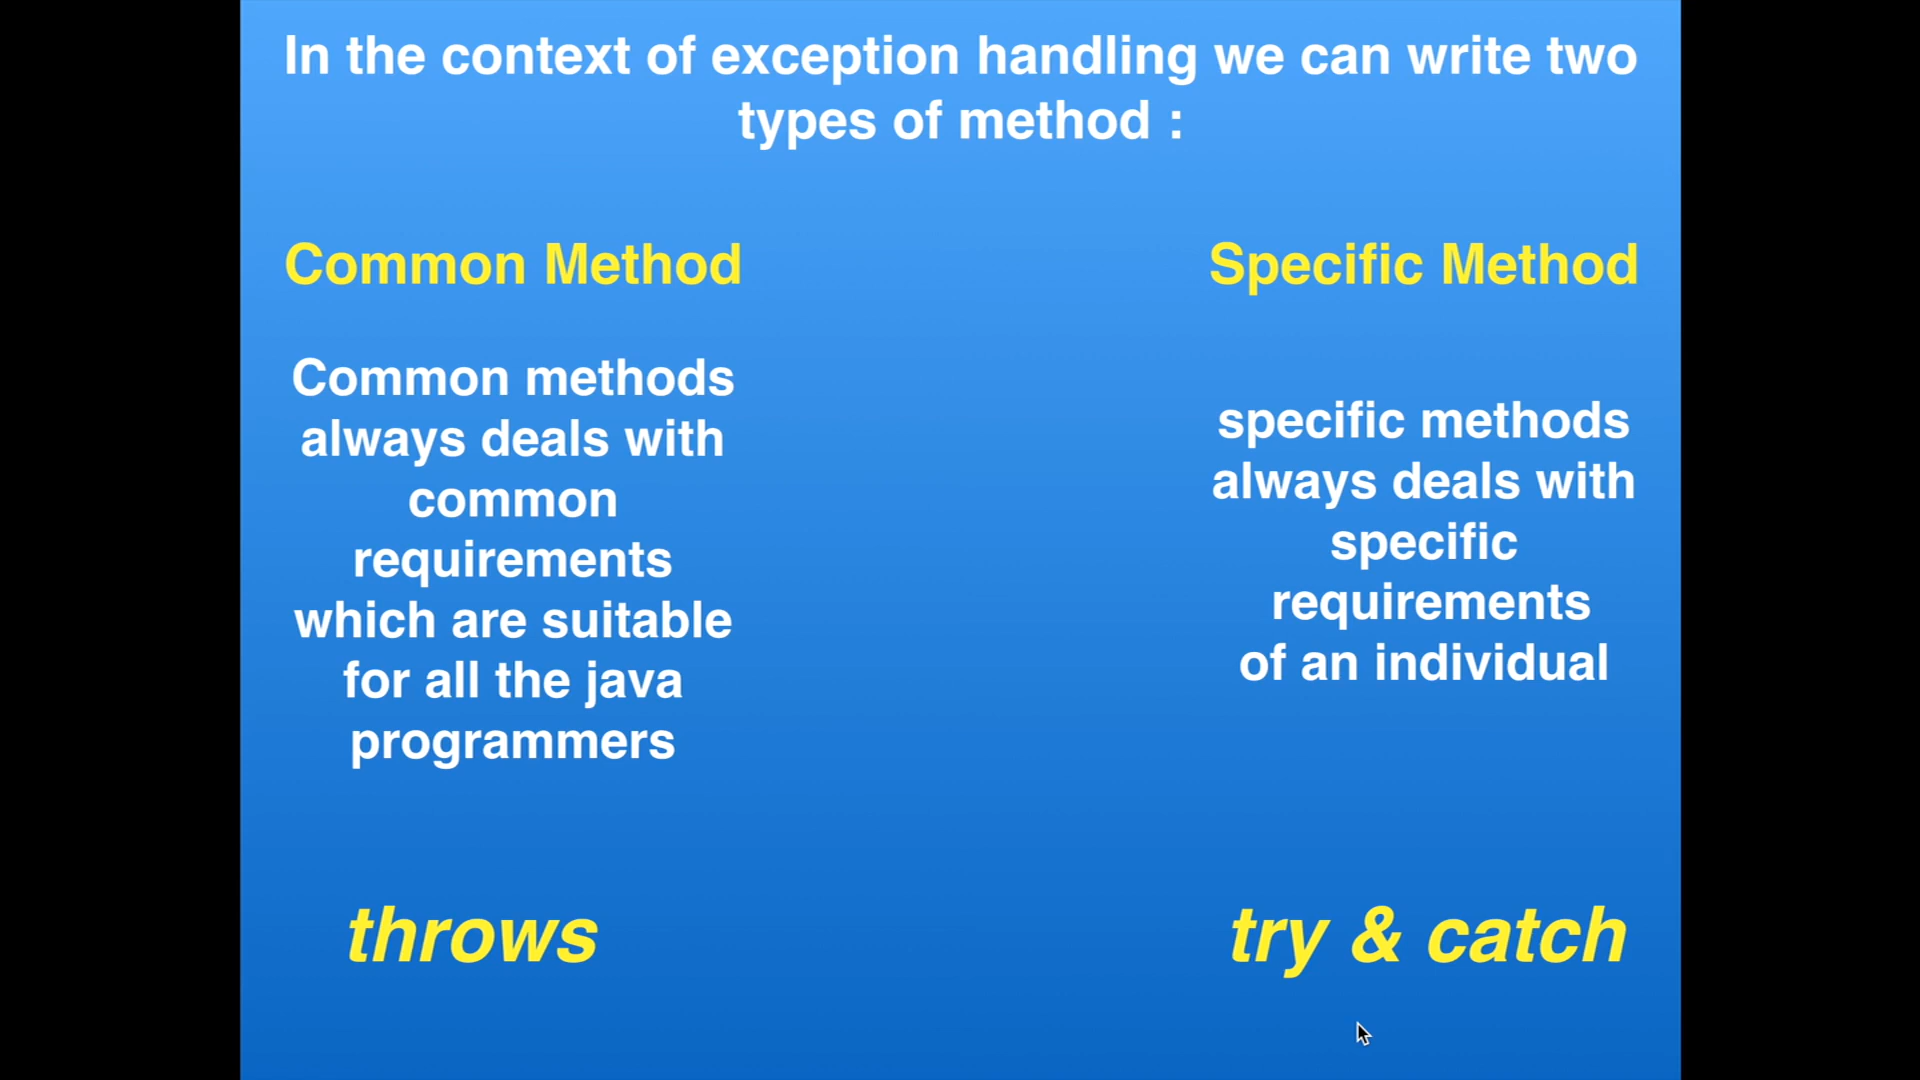 In the context of exception handling we can write two
types of method :
Common Method
Common methods
always deals with
common
requirements
which are suitable
for all the java
programmers
throws
Specific Method
specific methods
always deals with
specific
requirements
of an individual
try & catch